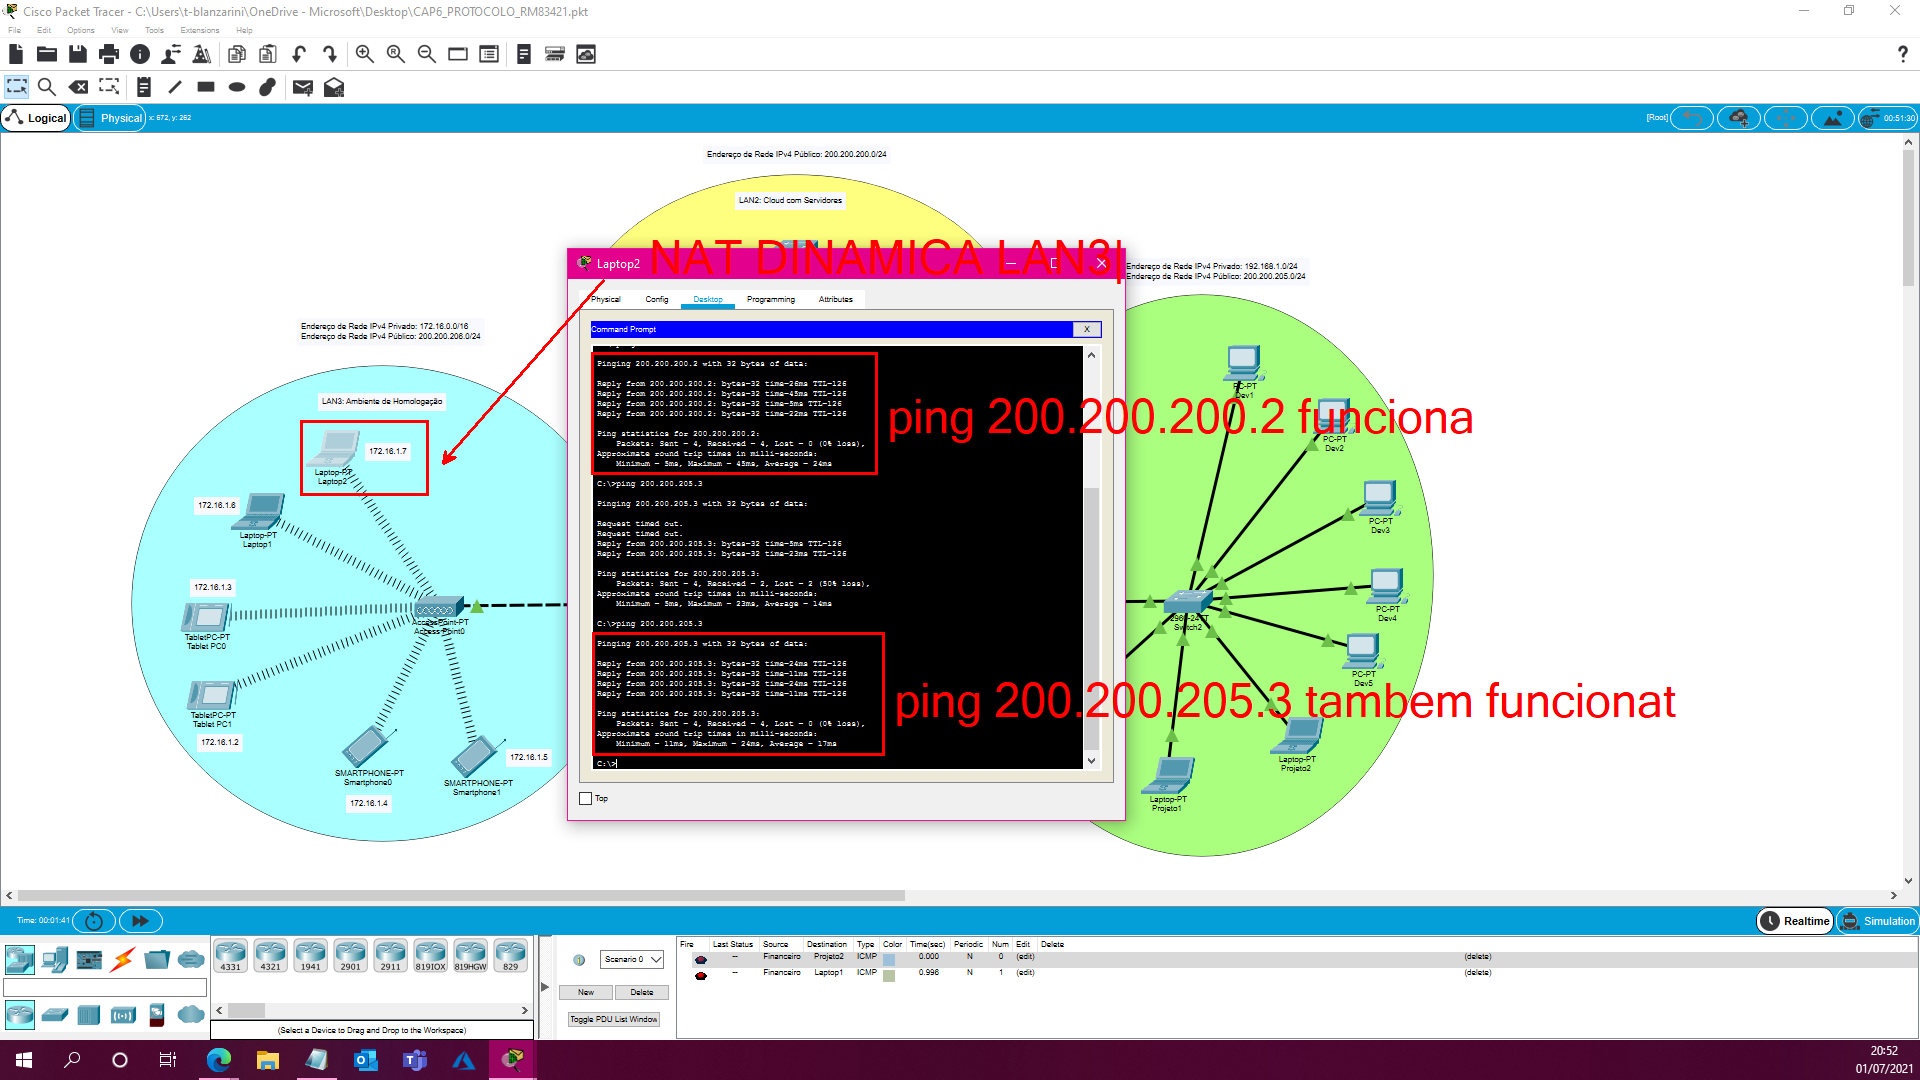 Cisco Packet Tracer - C:\Users\t-blanzarini\OneDrive - Microsoft\Desktop\CAP6_PROTOCOLO_RM83421.pkt
File Edit Options View Tools Extensions Help
Logical Physical x: 672, y: 262 [Root] 00:51:30
Endereço de Rede IPv4 Público: 200.200.200.0/24
LAN2: Cloud com Servidores
NAT DINAMICA LAN3|
Laptop2
Endereço de Rede IPv4 Privado: 192.168.1.0/24
Endereço de Rede IPv4 Público: 200.200.205.0/24
Physical Config Desktop Programming Attributes
Command Prompt X
Endereço de Rede IPv4 Privado: 172.16.0.0/16
Endereço de Rede IPv4 Público: 200.200.206.0/24
LAN3: Ambiente de Homologação
172.16.1.7
Laptop-PT
Laptop2
172.16.1.6
Laptop-PT
Laptop1
172.16.1.3
TabletPC-PT
Tablet PC0
AccessPoint-PT
Access Point0
TabletPC-PT
Tablet PC1
172.16.1.2
SMARTPHONE-PT
Smartphone0
172.16.1.4
SMARTPHONE-PT
Smartphone1
172.16.1.5
Pinging 200.200.200.2 with 32 bytes of data:
Reply from 200.200.200.2: bytes=32 time=26ms TTL=126
Reply from 200.200.200.2: bytes=32 time=45ms TTL=126
Reply from 200.200.200.2: bytes=32 time=5ms TTL=126
Reply from 200.200.200.2: bytes=32 time=22ms TTL=126
Ping statistics for 200.200.200.2:
Packets: Sent = 4, Received = 4, Lost = 0 (0% loss),
Approximate round trip times in milli-seconds:
Minimum = 5ms, Maximum = 45ms, Average = 24ms
C:\>ping 200.200.205.3
Pinging 200.200.205.3 with 32 bytes of data:
Request timed out.
Request timed out.
Reply from 200.200.205.3: bytes=32 time=5ms TTL=126
Reply from 200.200.205.3: bytes=32 time=23ms TTL=126
Ping statistics for 200.200.205.3:
Packets: Sent = 4, Received = 2, Lost = 2 (50% loss),
Approximate round trip times in milli-seconds:
Minimum = 5ms, Maximum = 23ms, Average = 14ms
C:\>ping 200.200.205.3
Pinging 200.200.205.3 with 32 bytes of data:
Reply from 200.200.205.3: bytes=32 time=24ms TTL=126
Reply from 200.200.205.3: bytes=32 time=11ms TTL=126
Reply from 200.200.205.3: bytes=32 time=24ms TTL=126
Reply from 200.200.205.3: bytes=32 time=11ms TTL=126
Ping statistics for 200.200.205.3:
Packets: Sent = 4, Received = 4, Lost = 0 (0% loss),
Approximate round trip times in milli-seconds:
Minimum = 11ms, Maximum = 24ms, Average = 17ms
C:\>
Top
ping 200.200.200.2 funciona
ping 200.200.205.3 tambem funcionat
PC-PT
Dev1
PC-PT
Dev2
PC-PT
Dev3
PC-PT
Dev4
PC-PT
Dev5
Switch2
Laptop-PT
Projeto2
Laptop-PT
Projeto1
Time: 00:01:41 Realtime Simulation
4331 4321 1941 2901 2911 819IOX 819HGW 829
(Select a Device to Drag and Drop to the Workspace)
Scenario 0
New Delete
Toggle PDU List Window
Fire Last Status Source Destination Type Color Time(sec) Periodic Num Edit Delete
-- Financeiro Projeto2 ICMP 0.000 N 0 (edit) (delete)
-- Financeiro Laptop1 ICMP 0.996 N 1 (edit) (delete)
20:52
01/07/2021